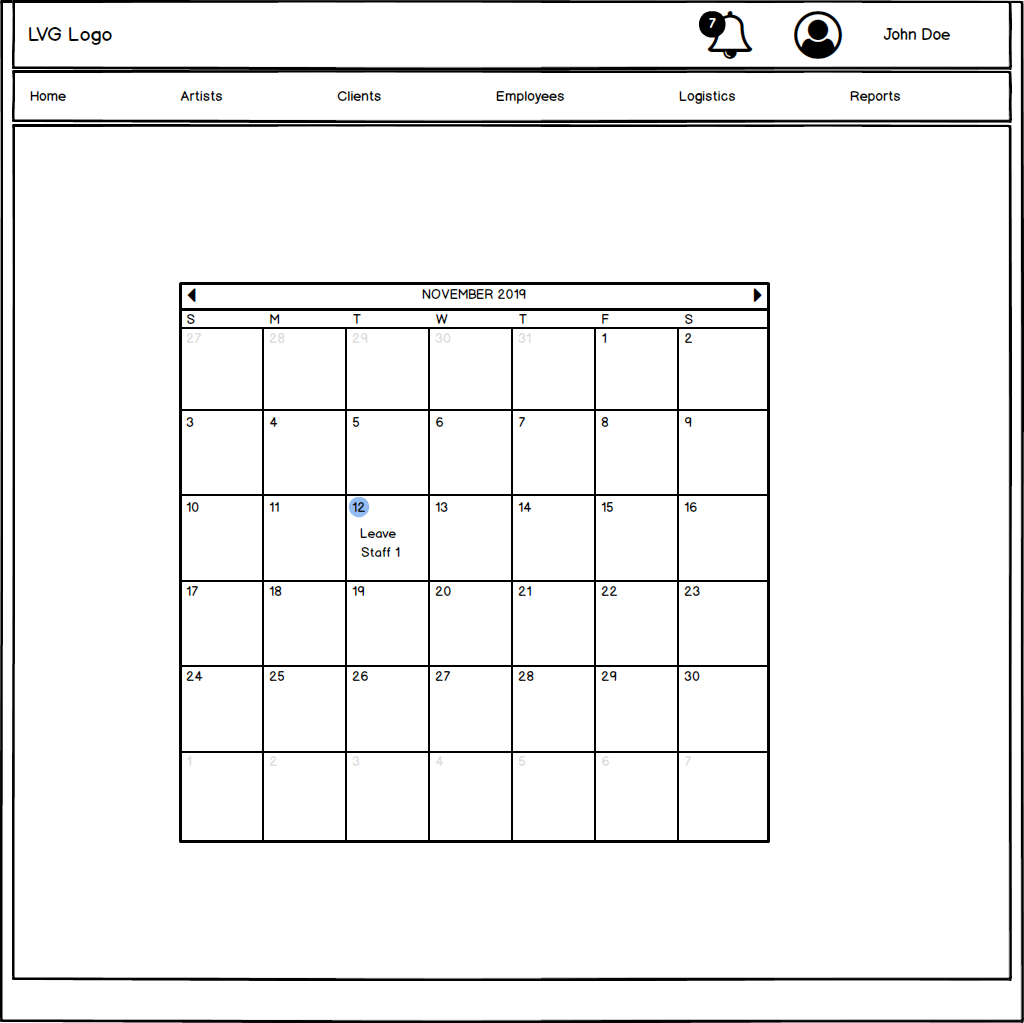 LVG Logo 7 John Doe
Home Artists Clients Employees Logistics Reports
NOVEMBER 2019
S M T W T F S
27 28 29 30 31 1 2
3 4 5 6 7 8 9
10 11 12 13 14 15 16
Leave
Staff 1
17 18 19 20 21 22 23
24 25 26 27 28 29 30
1 2 3 4 5 6 7